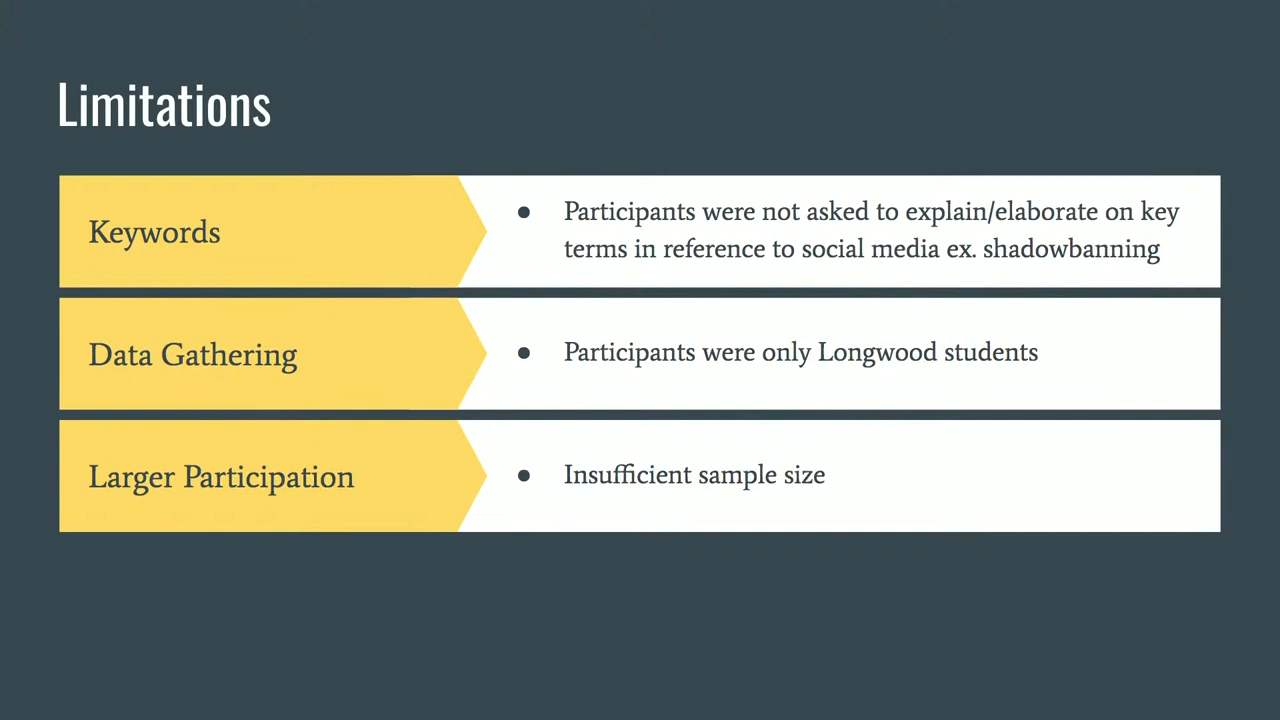 Limitations
Keywords
● Participants were not asked to explain/elaborate on key
terms in reference to social media ex. shadowbanning
Data Gathering
● Participants were only Longwood students
Larger Participation
● Insufficient sample size